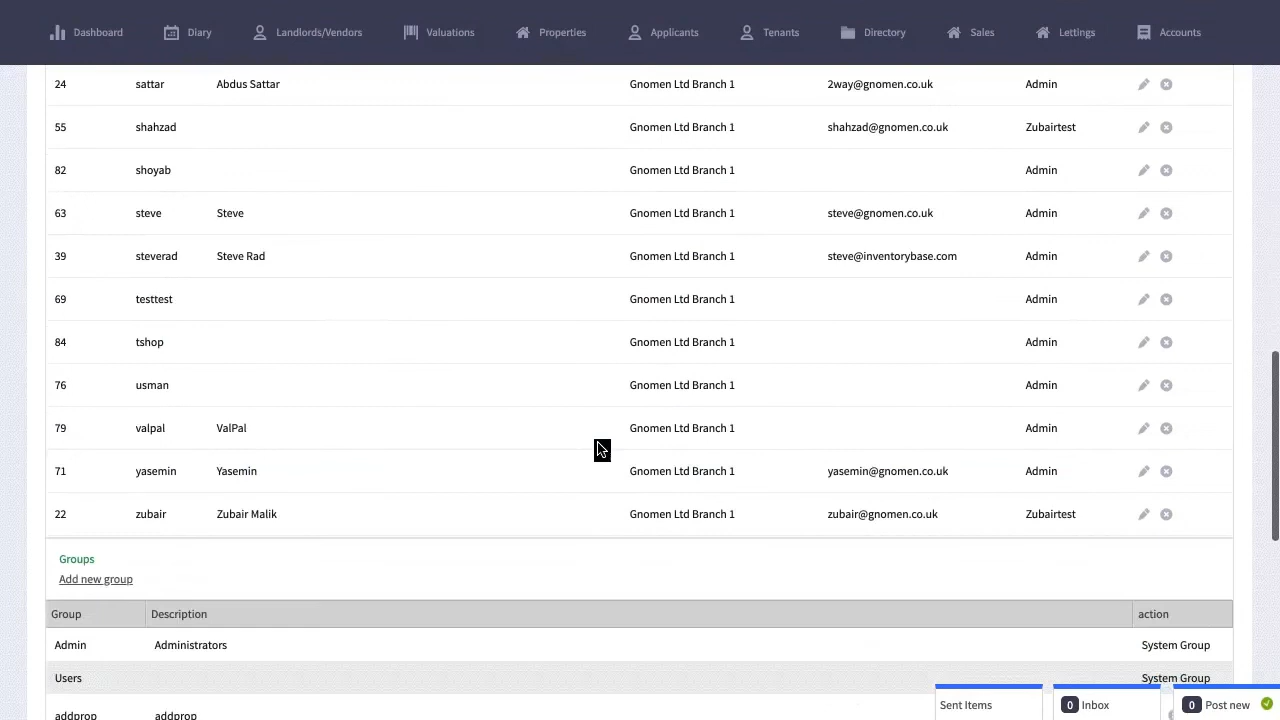 Dashboard Diary Landlords/Vendors Valuations Properties Applicants Tenants Directory Sales Lettings Accounts
24 sattar Abdus Sattar Gnomen Ltd Branch 1 2way@gnomen.co.uk Admin
55 shahzad Gnomen Ltd Branch 1 shahzad@gnomen.co.uk Zubairtest
82 shoyab Gnomen Ltd Branch 1 Admin
63 steve Steve Gnomen Ltd Branch 1 steve@gnomen.co.uk Admin
39 steverad Steve Rad Gnomen Ltd Branch 1 steve@inventorybase.com Admin
69 testtest Gnomen Ltd Branch 1 Admin
84 tshop Gnomen Ltd Branch 1 Admin
76 usman Gnomen Ltd Branch 1 Admin
79 valpal ValPal Gnomen Ltd Branch 1 Admin
71 yasemin Yasemin Gnomen Ltd Branch 1 yasemin@gnomen.co.uk Admin
22 zubair Zubair Malik Gnomen Ltd Branch 1 zubair@gnomen.co.uk Zubairtest
Groups
Add new group
Group Description action
Admin Administrators System Group
Users System Group
addprop addprop
Sent Items 0 Inbox 0 Post new